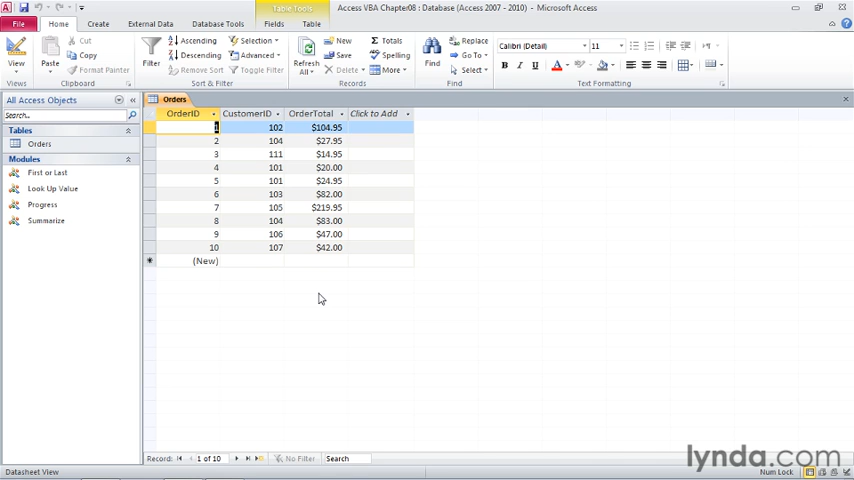 Table Tools
Access VBA Chapter08 : Database (Access 2007 - 2010) - Microsoft Access
File Home Create External Data Database Tools Fields Table
View
Views
Paste
Cut
Copy
Format Painter
Clipboard
Filter
Ascending
Descending
Remove Sort
Selection
Advanced
Toggle Filter
Sort & Filter
Refresh
All
New
Save
Delete
Totals
Spelling
More
Records
Find
Replace
Go To
Select
Find
Calibri (Detail) 11
B I U A
Text Formatting
All Access Objects
Search...
Tables
Orders
Modules
First or Last
Look Up Value
Progress
Summarize
Orders
OrderID CustomerID OrderTotal Click to Add
1 102 $104.95
2 104 $27.95
3 111 $14.95
4 101 $20.00
5 101 $24.95
6 103 $82.00
7 105 $219.95
8 104 $83.00
9 106 $47.00
10 107 $42.00
(New)
Record: 1 of 10 No Filter Search
Datasheet View Num Lock
lynda.com